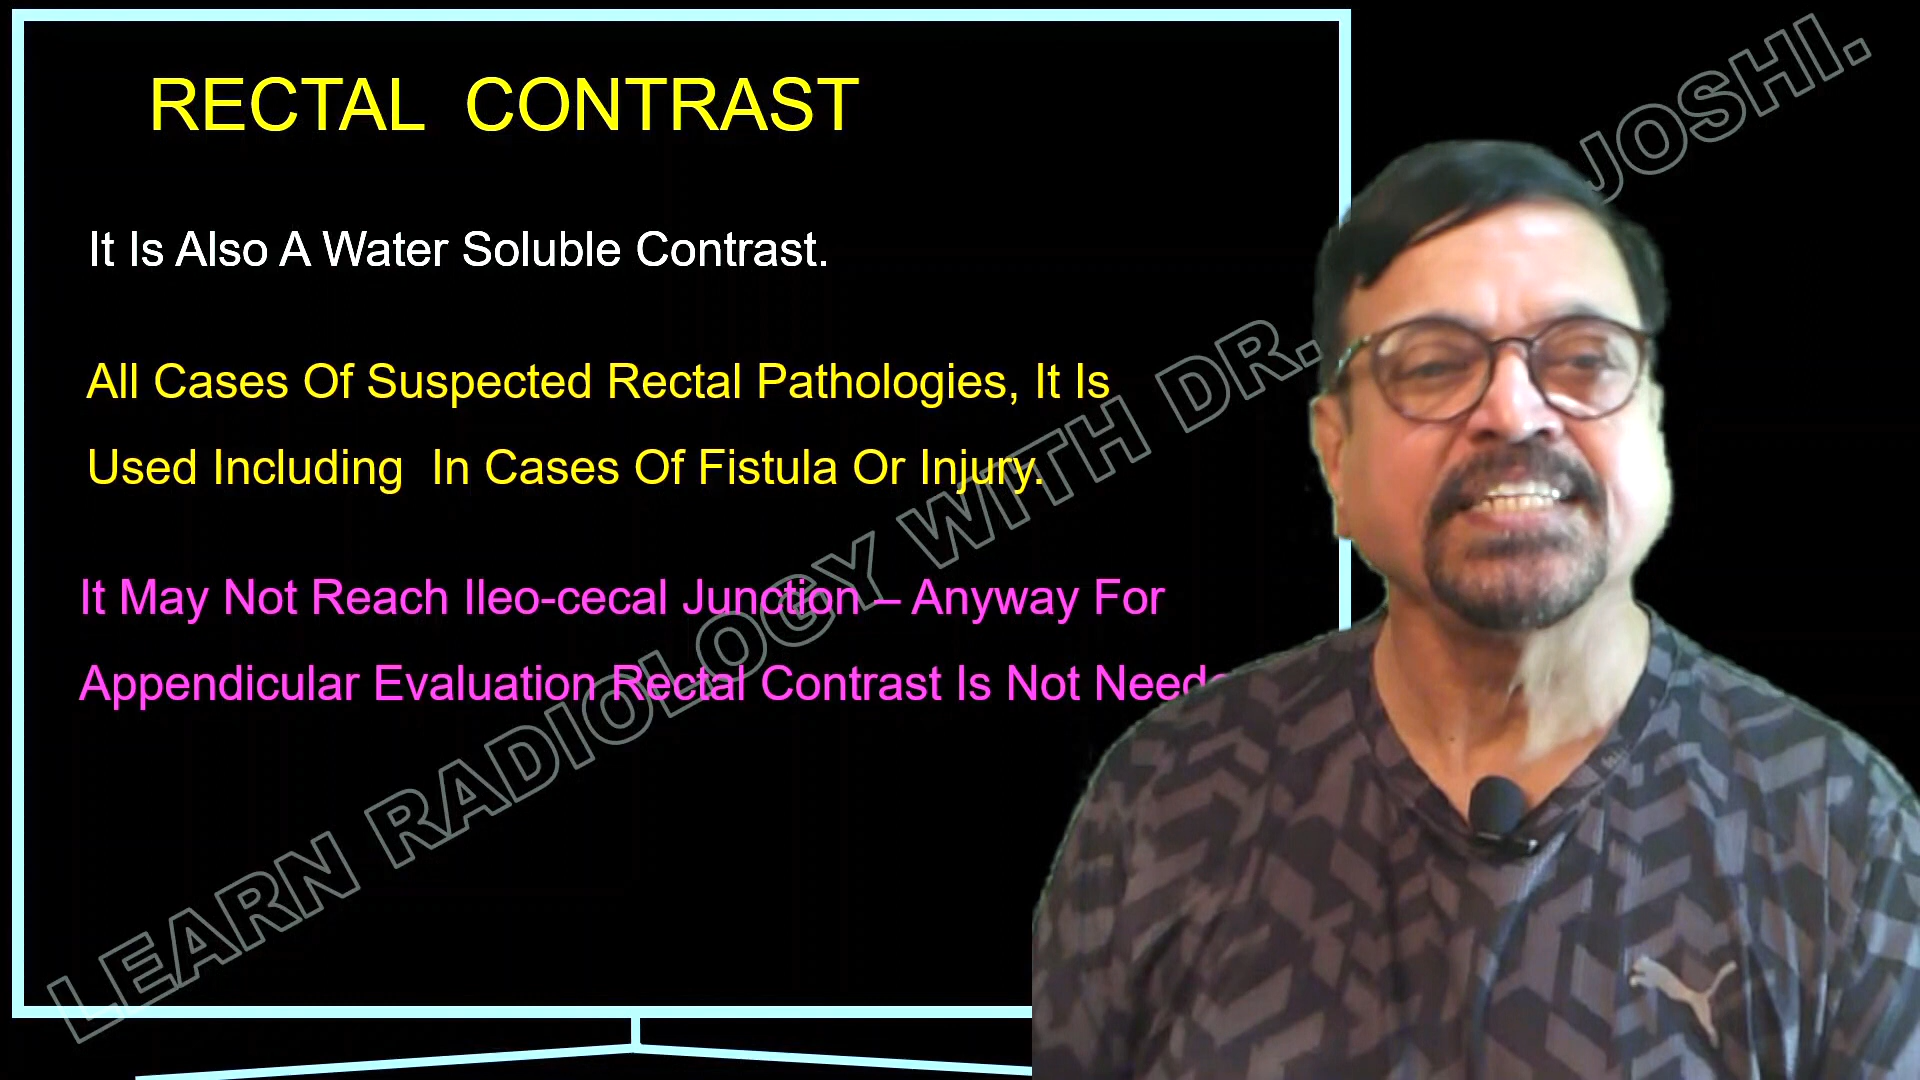 RECTAL CONTRAST
It Is Also A Water Soluble Contrast.
All Cases Of Suspected Rectal Pathologies, It Is
Used Including In Cases Of Fistula Or Injury.
It May Not Reach Ileo-cecal Junction – Anyway For
Appendicular Evaluation Rectal Contrast Is Not
LEARN RADIOLOGY WITH DR. JOSHI.